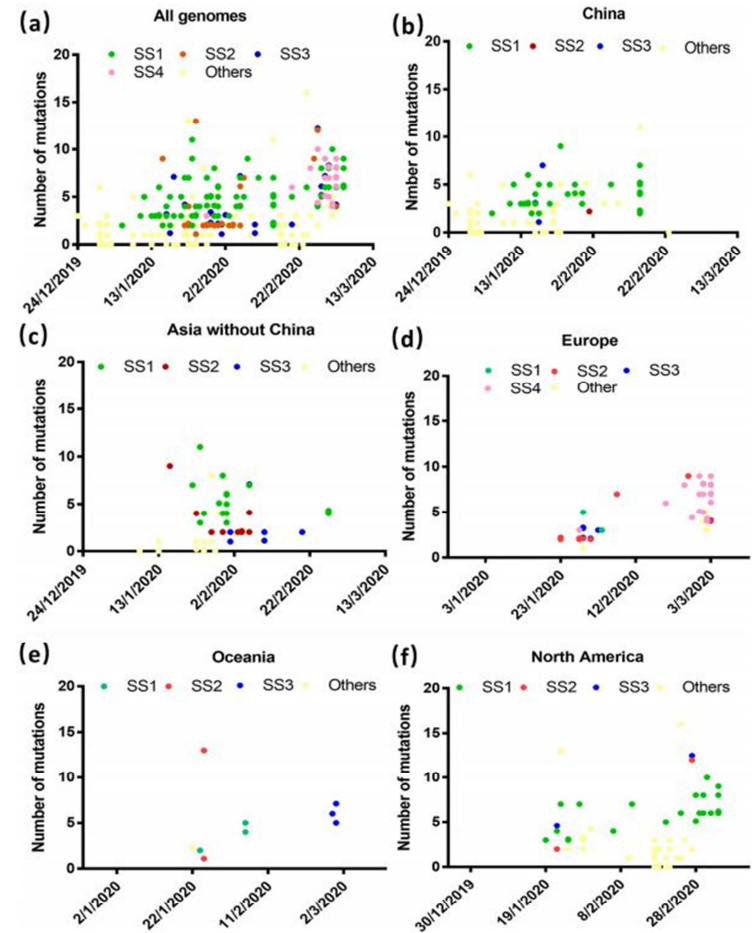 (a)
All genomes
SS1 SS2 SS3
SS4 Others
Number of mutations
20
15
10
5
0
24/12/2019 13/1/2020 2/2/2020 22/2/2020 13/3/2020
(b)
China
SS1 SS2 SS3 Others
Nmber of mutations
20
15
10
5
0
24/12/2019 13/1/2020 2/2/2020 22/2/2020 13/3/2020
(c)
Asia without China
SS1 SS2 SS3 Others
Number of mutations
20
15
10
5
0
24/12/2019 13/1/2020 2/2/2020 22/2/2020 13/3/2020
(d)
Europe
SS1 SS2 SS3
SS4 Other
Number of mutations
20
15
10
5
0
3/1/2020 23/1/2020 12/2/2020 3/3/2020
(e)
Oceania
SS1 SS2 SS3 Others
Number of mutations
20
15
10
5
0
2/1/2020 22/1/2020 11/2/2020 2/3/2020
(f)
North America
SS1 SS2 SS3 Others
Number of mutations
20
15
10
5
0
30/12/2019 19/1/2020 8/2/2020 28/2/2020